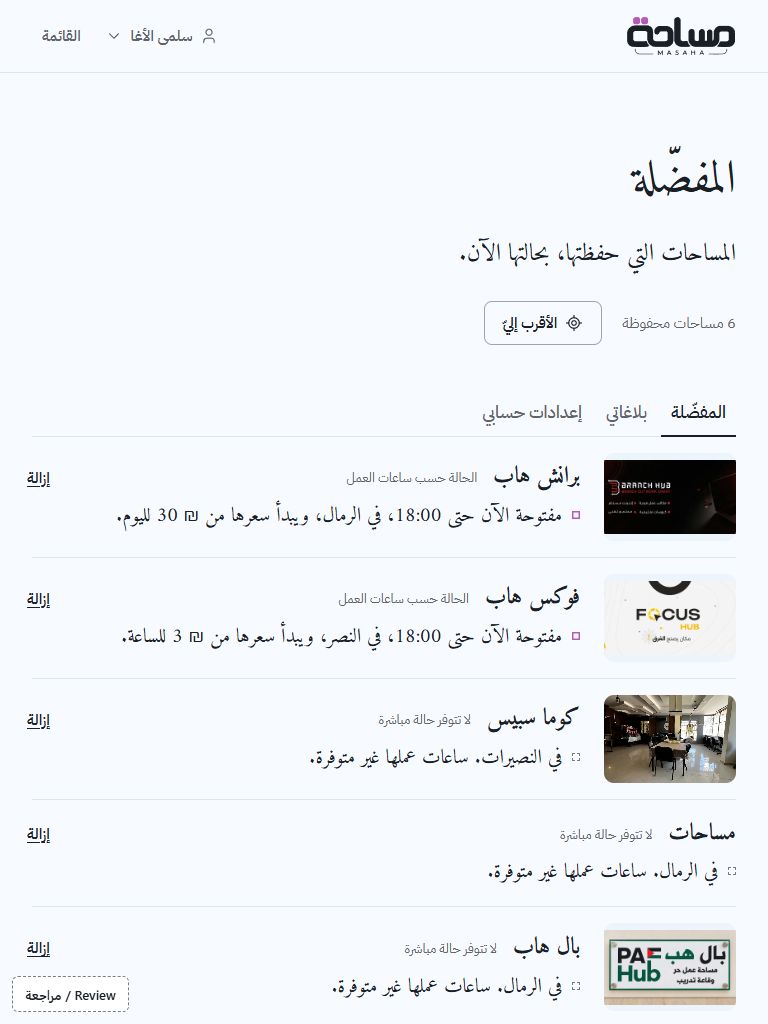 مساحة
MASAHA
سلمى الأغا
القائمة
المفضّلة
المساحات التي حفظتها، بحالتها الآن.
6 مساحات محفوظة
الأقرب إليّ
المفضّلة
بلاغاتي
إعدادات حسابي
BRANCH HUB
برانش هاب
الحالة حسب ساعات العمل
إزالة
مفتوحة الآن حتى 18:00، في الرمال، ويبدأ سعرها من ₪ 30 لليوم.
FOCUS
HUB
مكان يصنع الفرق
فوكس هاب
الحالة حسب ساعات العمل
إزالة
مفتوحة الآن حتى 18:00، في النصر، ويبدأ سعرها من ₪ 3 للساعة.
كوما سبيس
لا تتوفر حالة مباشرة
إزالة
في النصيرات. ساعات عملها غير متوفرة.
مساحات
لا تتوفر حالة مباشرة
إزالة
في الرمال. ساعات عملها غير متوفرة.
بال هب
PAL
Hub
مساحة عمل حر
وقاعة تدريب
بال هاب
لا تتوفر حالة مباشرة
إزالة
في الرمال. ساعات عملها غير متوفرة.
Review / مراجعة